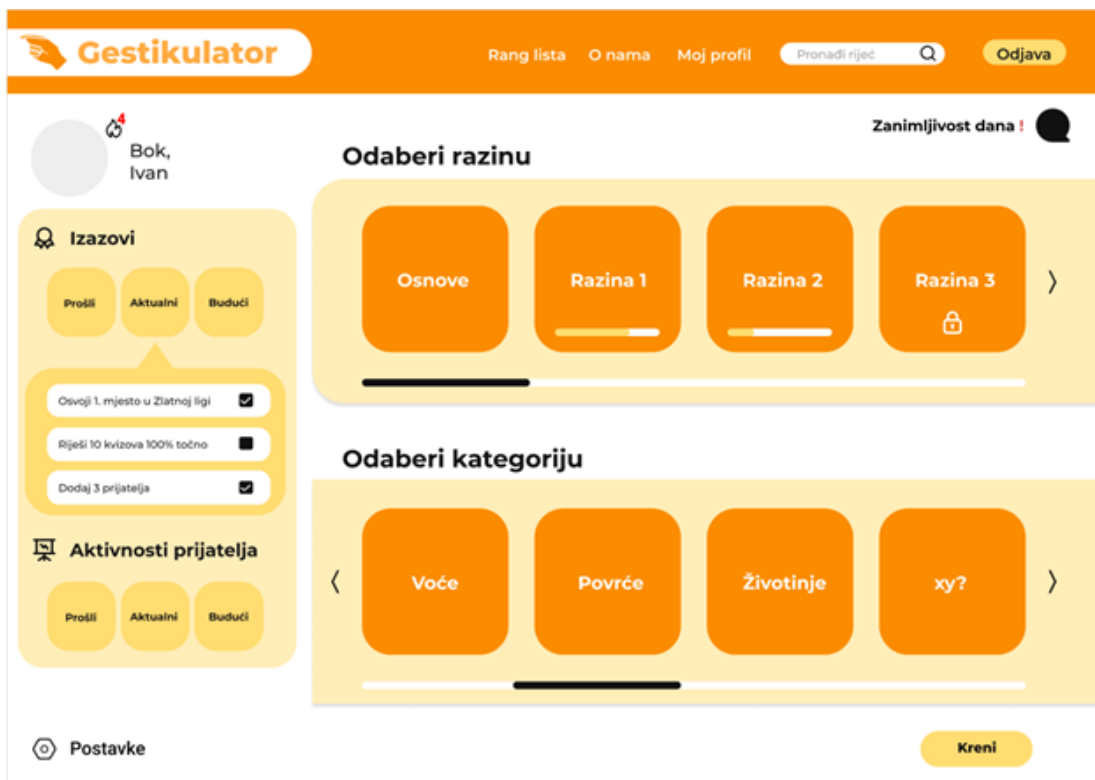 Gestikulator
Rang lista
O nama
Moj profil
Pronađi riječ
Odjava
4
Bok,
Ivan
Zanimljivost dana !
Izazovi
Prošli
Aktualni
Budući
Osvoji 1. mjesto u Zlatnoj ligi
Riješi 10 kvizova 100% točno
Dodaj 3 prijatelja
Aktivnosti prijatelja
Prošli
Aktualni
Budući
Postavke
Odaberi razinu
Osnove
Razina 1
Razina 2
Razina 3
Odaberi kategoriju
Voće
Povrće
Životinje
xy?
Kreni